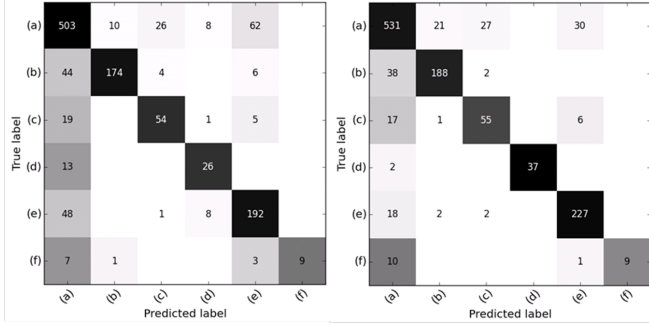 (a) 503 10 26 8 62
(b) 44 174 4 6
(c) 19 54 1 5
(d) 13 26
(e) 48 1 8 192
(f) 7 1 3 9
(a) (b) (c) (d) (e) (f)
True label
Predicted label
(a) 531 21 27 30
(b) 38 188 2
(c) 17 1 55 6
(d) 2 37
(e) 18 2 2 227
(f) 10 1 9
(a) (b) (c) (d) (e) (f)
True label
Predicted label